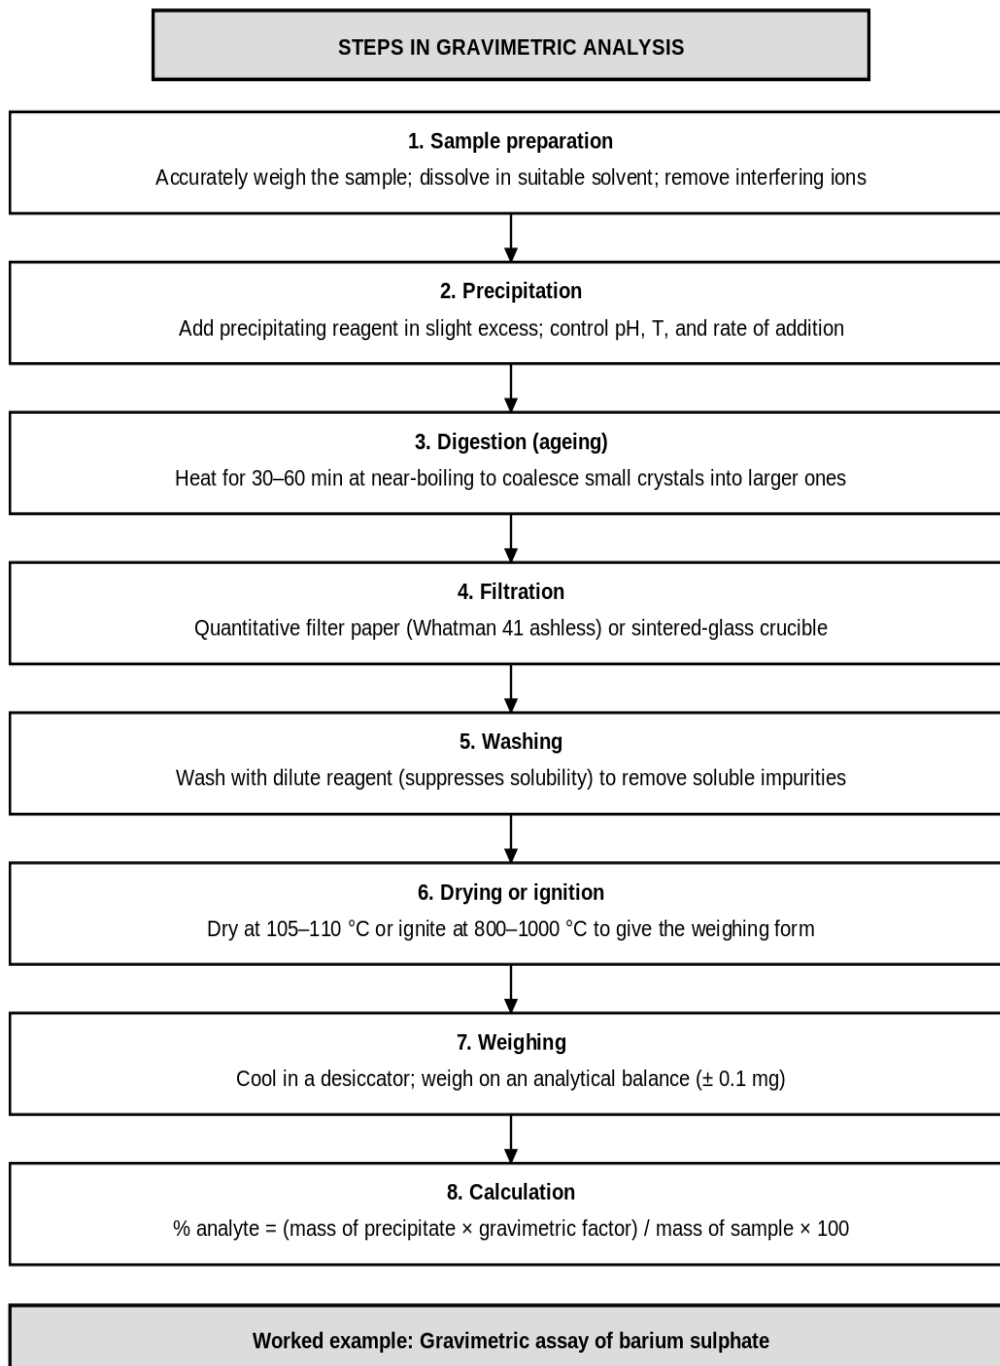 STEPS IN GRAVIMETRIC ANALYSIS
1. Sample preparation
Accurately weigh the sample; dissolve in suitable solvent; remove interfering ions
2. Precipitation
Add precipitating reagent in slight excess; control pH, T, and rate of addition
3. Digestion (ageing)
Heat for 30–60 min at near-boiling to coalesce small crystals into larger ones
4. Filtration
Quantitative filter paper (Whatman 41 ashless) or sintered-glass crucible
5. Washing
Wash with dilute reagent (suppresses solubility) to remove soluble impurities
6. Drying or ignition
Dry at 105–110 °C or ignite at 800–1000 °C to give the weighing form
7. Weighing
Cool in a desiccator; weigh on an analytical balance (± 0.1 mg)
8. Calculation
% analyte = (mass of precipitate × gravimetric factor) / mass of sample × 100
Worked example: Gravimetric assay of barium sulphate